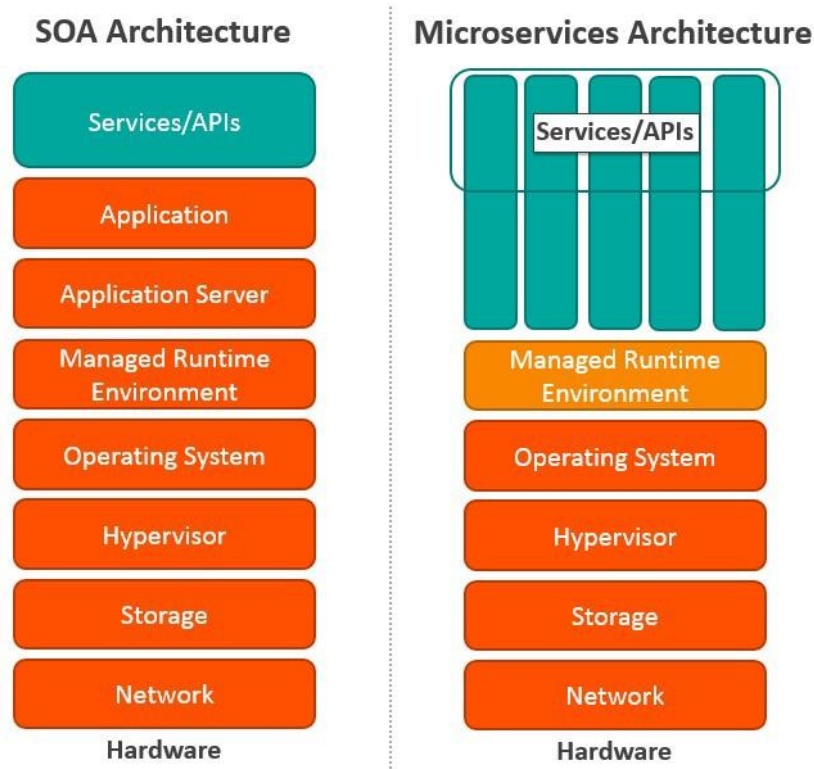 SOA Architecture
Services/APIs
Application
Application Server
Managed Runtime
Environment
Operating System
Hypervisor
Storage
Network
Hardware
Microservices Architecture
Services/APIs
Managed Runtime
Environment
Operating System
Hypervisor
Storage
Network
Hardware